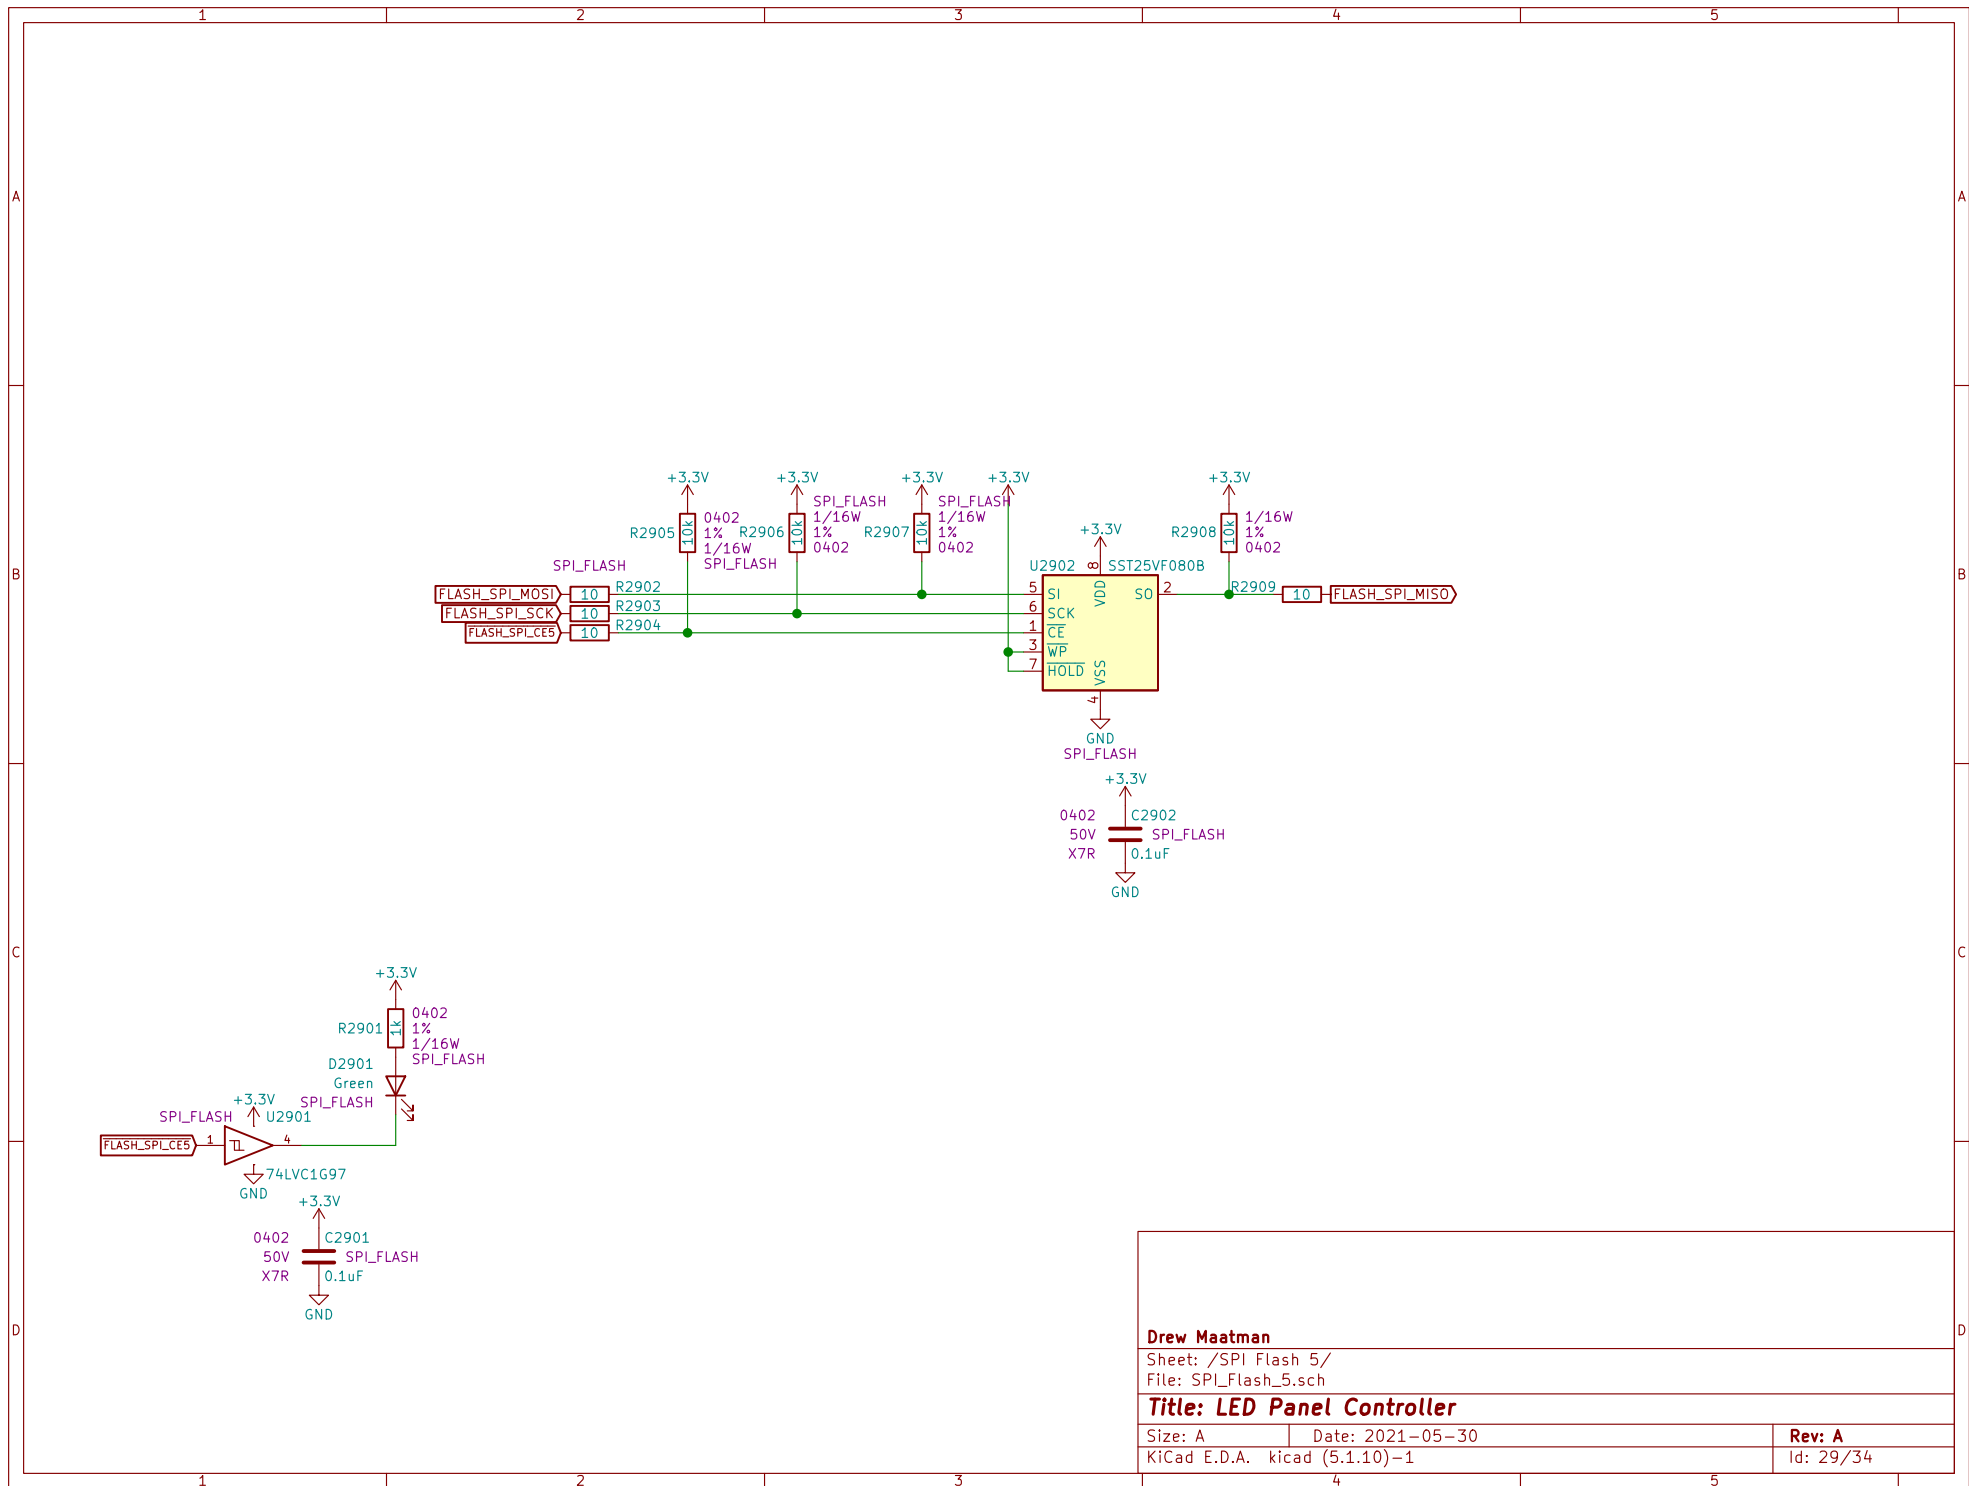 1 2 3 4 5
A A
+3.3V +3.3V +3.3V +3.3V +3.3V
SPI_FLASH SPI_FLASH
R2905 10k 0402
1%
1/16W
SPI_FLASH
R2906 10k 1/16W
1%
0402
R2907 10k 1/16W
1%
0402
R2908 10k 1/16W
1%
0402
+3.3V
SPI_FLASH
U2902 8 SST25VF080B
B B
FLASH_SPI_MOSI 10 R2902
FLASH_SPI_SCK 10 R2903
FLASH_SPI_CE5 10 R2904
5 SI VDD SO 2
6 SCK
1 CE
3 WP
7 HOLD VSS
4
R2909 10 FLASH_SPI_MISO
GND
SPI_FLASH
+3.3V
0402 C2902
50V SPI_FLASH
X7R 0.1uF
GND
C C
+3.3V
R2901 1k 0402
1%
1/16W
SPI_FLASH
D2901
Green
SPI_FLASH
+3.3V
SPI_FLASH U2901
FLASH_SPI_CE5 1 4
74LVC1G97
GND
+3.3V
0402 C2901
50V SPI_FLASH
X7R 0.1uF
GND
D D
Drew Maatman
Sheet: /SPI Flash 5/
File: SPI_Flash_5.sch
Title: LED Panel Controller
Size: A Date: 2021-05-30 Rev: A
KiCad E.D.A. kicad (5.1.10)-1 Id: 29/34
1 2 3 4 5